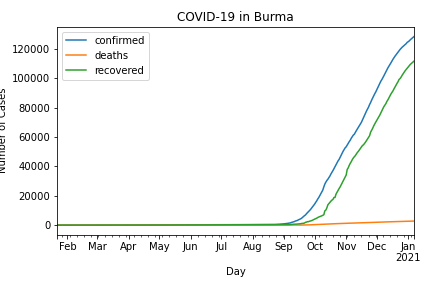 COVID-19 in Burma
confirmed
deaths
recovered
120000
100000
80000
60000
40000
20000
0
Number of Cases
Feb Mar Apr May Jun Jul Aug Sep Oct Nov Dec Jan
2021
Day